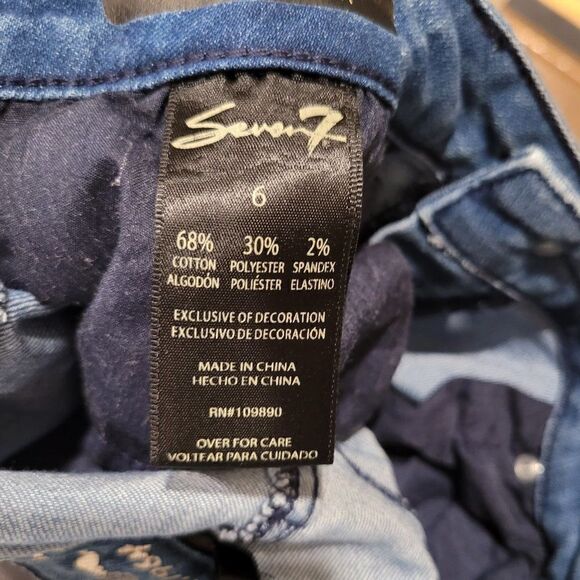 Seven7
6
68% 30% 2%
COTTON POLYESTER SPANDEX
ALGODÓN POLIÉSTER ELASTINO
EXCLUSIVE OF DECORATION
EXCLUSIVO DE DECORACIÓN
MADE IN CHINA
HECHO EN CHINA
RN#109890
OVER FOR CARE
VOLTEAR PARA CUIDADO